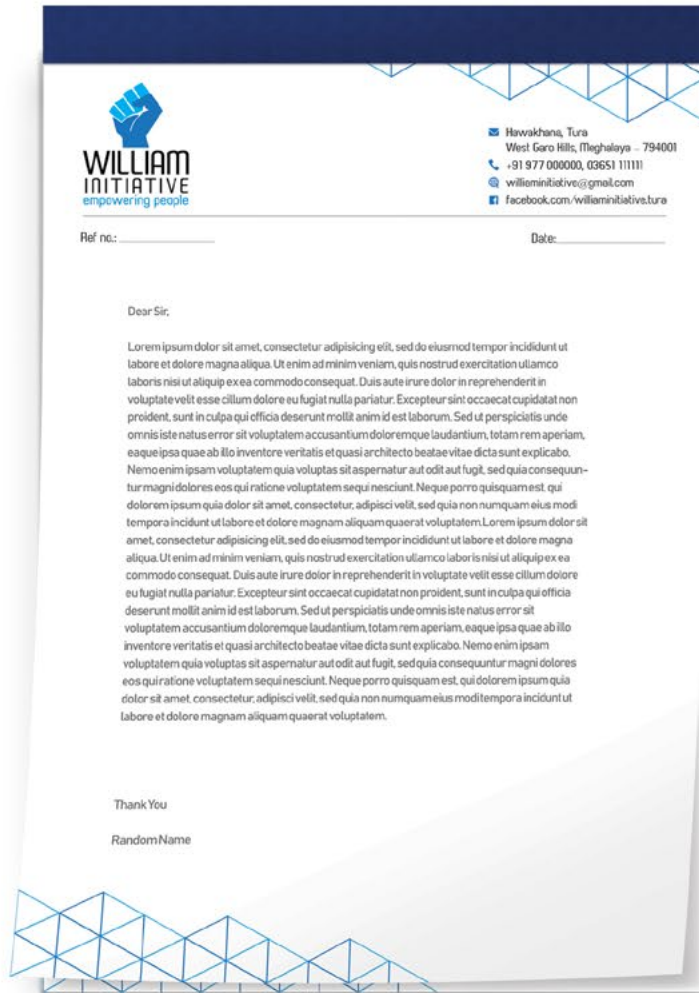 WILLIAM
INITIATIVE
empowering people
Hawakhana, Tura
West Garo Hills, Meghalaya – 794001
+91 977 000000, 03651 111111
williaminitiative@gmail.com
facebook.com/williaminitiative.tura
Ref no.:
Date:
Dear Sir,
Lorem ipsum dolor sit amet, consectetur adipisicing elit, sed do eiusmod tempor incididunt ut
labore et dolore magna aliqua. Ut enim ad minim veniam, quis nostrud exercitation ullamco
laboris nisi ut aliquip ex ea commodo consequat. Duis aute irure dolor in reprehenderit in
voluptate velit esse cillum dolore eu fugiat nulla pariatur. Excepteur sint occaecat cupidatat non
proident, sunt in culpa qui officia deserunt mollit anim id est laborum. Sed ut perspiciatis unde
omnis iste natus error sit voluptatem accusantium doloremque laudantium, totam rem aperiam,
eaque ipsa quae ab illo inventore veritatis et quasi architecto beatae vitae dicta sunt explicabo.
Nemo enim ipsam voluptatem quia voluptas sit aspernatur aut odit aut fugit, sed quia consequun-
tur magni dolores eos qui ratione voluptatem sequi nesciunt. Neque porro quisquam est, qui
dolorem ipsum quia dolor sit amet, consectetur, adipisci velit, sed quia non numquam eius modi
tempora incidunt ut labore et dolore magnam aliquam quaerat voluptatem.Lorem ipsum dolor sit
amet, consectetur adipisicing elit, sed do eiusmod tempor incididunt ut labore et dolore magna
aliqua. Ut enim ad minim veniam, quis nostrud exercitation ullamco laboris nisi ut aliquip ex ea
commodo consequat. Duis aute irure dolor in reprehenderit in voluptate velit esse cillum dolore
eu fugiat nulla pariatur. Excepteur sint occaecat cupidatat non proident, sunt in culpa qui officia
deserunt mollit anim id est laborum. Sed ut perspiciatis unde omnis iste natus error sit
voluptatem accusantium doloremque laudantium, totam rem aperiam, eaque ipsa quae ab illo
inventore veritatis et quasi architecto beatae vitae dicta sunt explicabo. Nemo enim ipsam
voluptatem quia voluptas sit aspernatur aut odit aut fugit, sed quia consequuntur magni dolores
eos qui ratione voluptatem sequi nesciunt. Neque porro quisquam est, qui dolorem ipsum quia
dolor sit amet, consectetur, adipisci velit, sed quia non numquam eius modi tempora incidunt ut
labore et dolore magnam aliquam quaerat voluptatem.
Thank You
Random Name